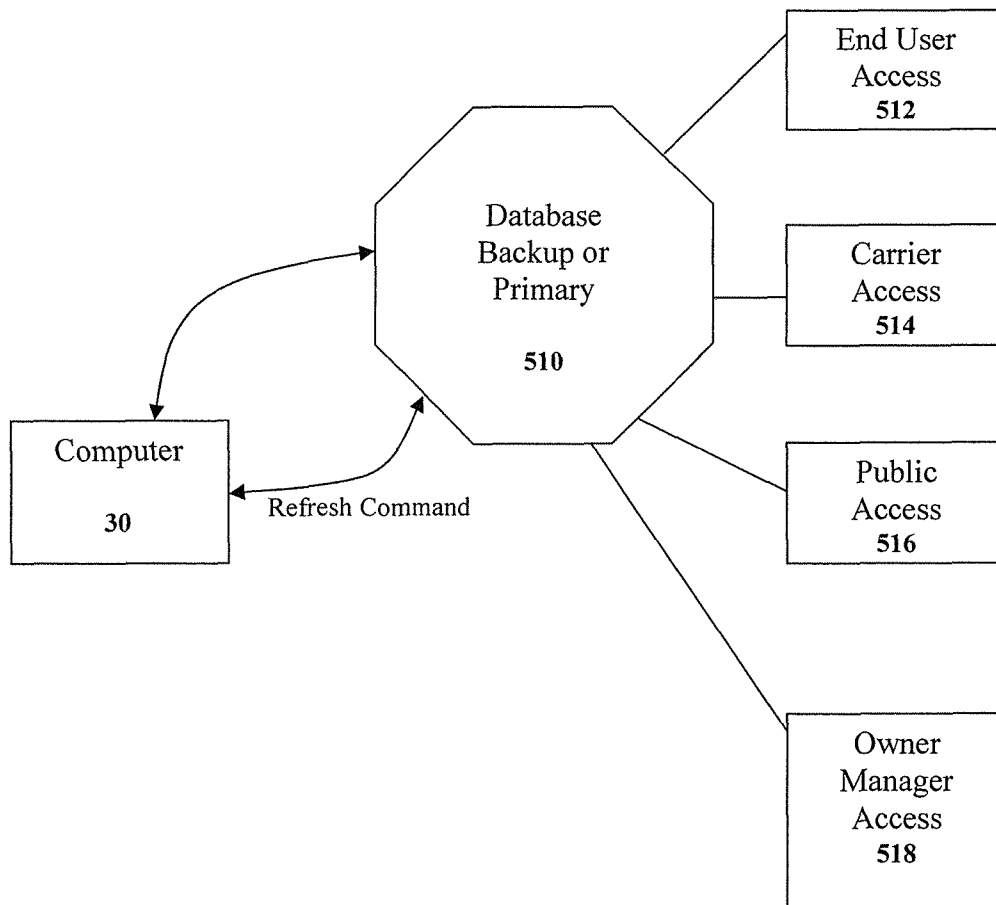 End User
Access
512
Database
Backup or
Primary
510
Carrier
Access
514
Computer
30
Refresh Command
Public
Access
516
Owner
Manager
Access
518